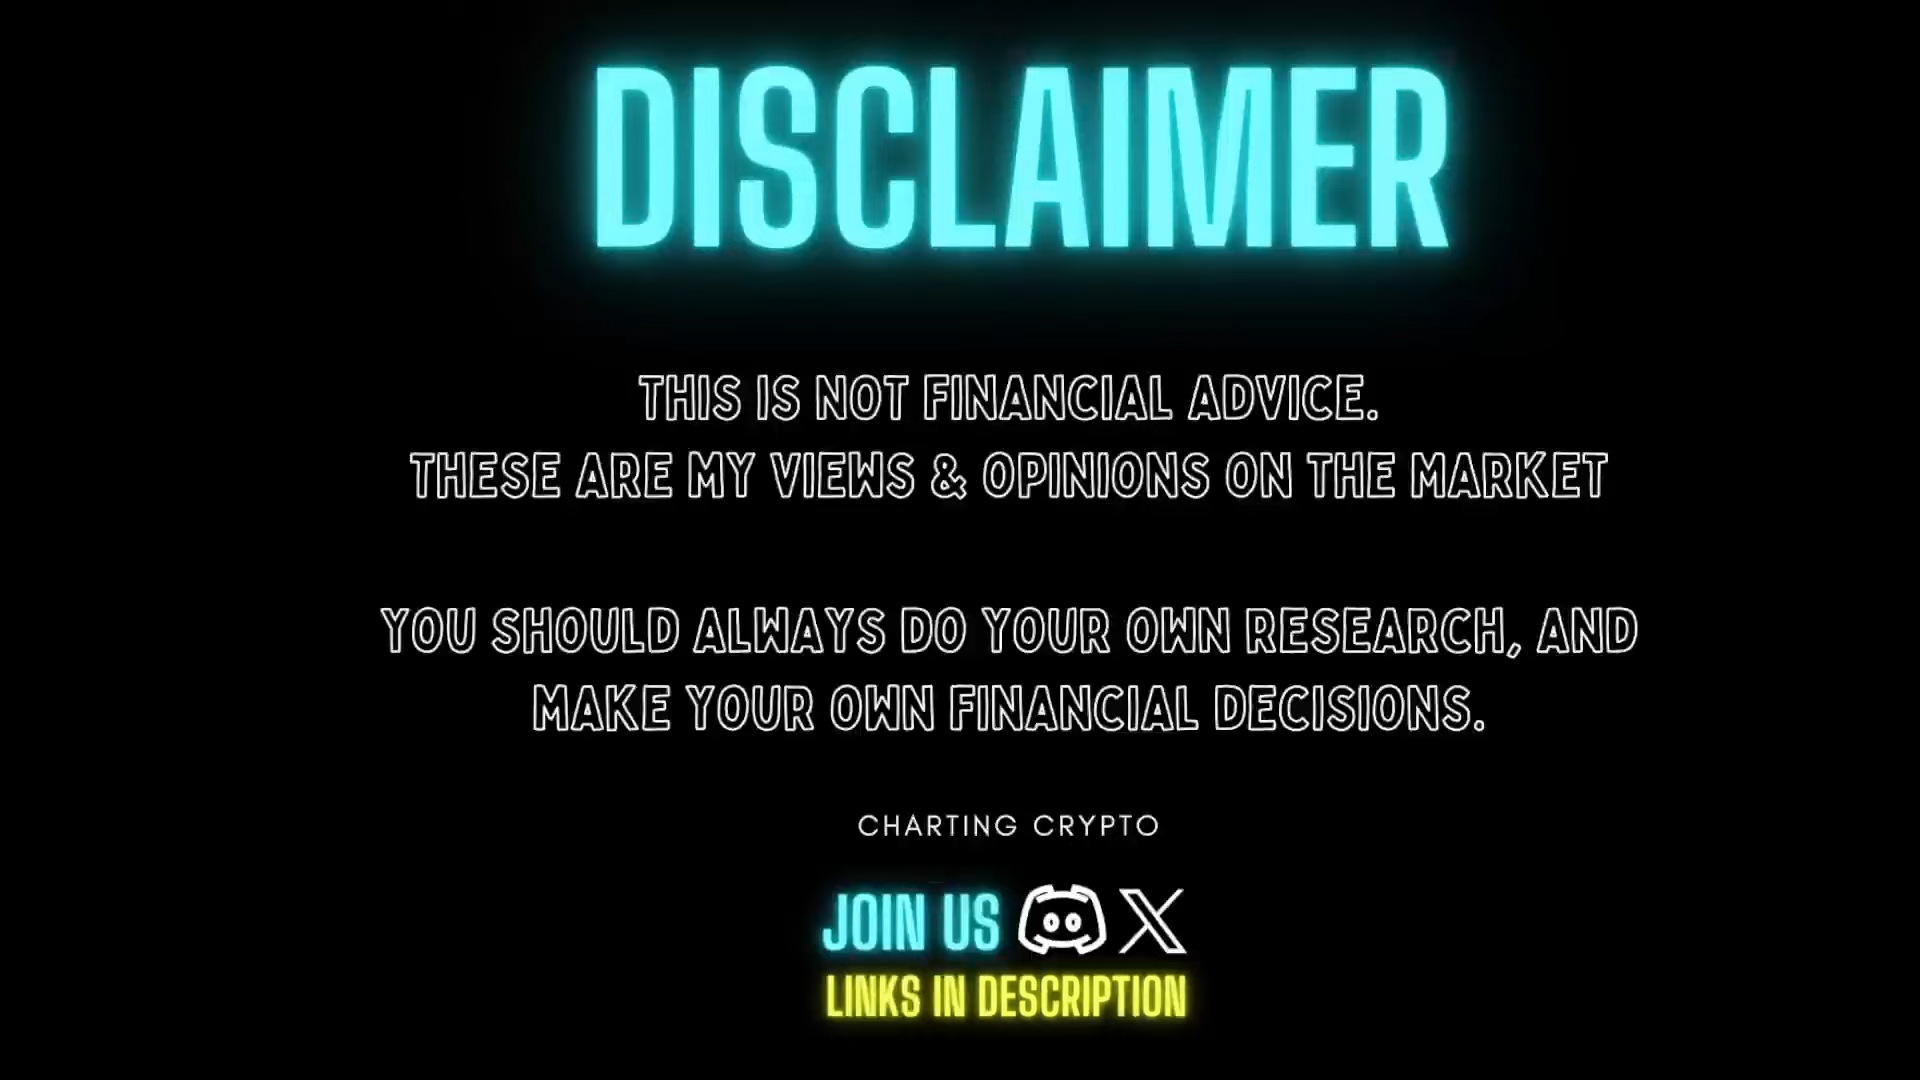 DISCLAIMER
THIS IS NOT FINANCIAL ADVICE.
THESE ARE MY VIEWS & OPINIONS ON THE MARKET
YOU SHOULD ALWAYS DO YOUR OWN RESEARCH, AND
MAKE YOUR OWN FINANCIAL DECISIONS.
CHARTING CRYPTO
JOIN US
LINKS IN DESCRIPTION